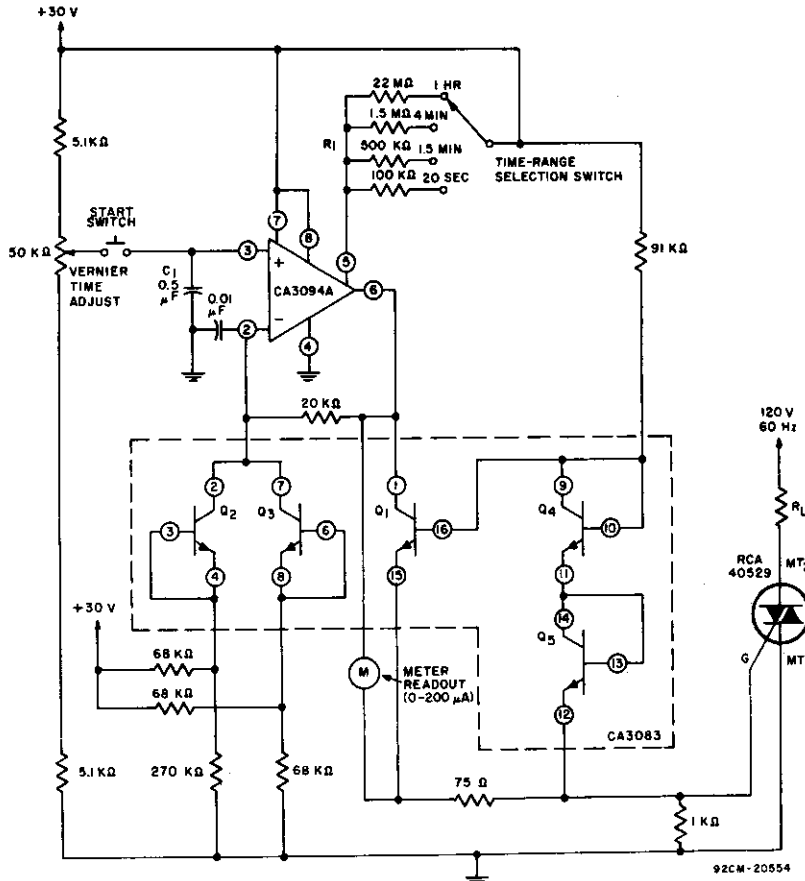 +30 V
5.1KΩ
START
SWITCH
50 KΩ
VERNIER
TIME
ADJUST
C1
0.5
μF
0.01
μF
3
2
7
8
5
6
4
+
−
CA3094A
22 MΩ
1 HR
1.5 MΩ
4 MIN
R1
500 KΩ
1.5 MIN
100 KΩ
20 SEC
TIME-RANGE
SELECTION SWITCH
91 KΩ
20 KΩ
120 V
60 Hz
RL
2
7
1
9
3
Q2
Q3
6
Q1
16
Q4
10
4
8
15
11
14
Q5
13
12
RCA
40529
MT2
MT
G
+30 V
68 KΩ
68 KΩ
M
METER
READOUT
(0-200 μA)
CA3083
5.1KΩ
270 KΩ
68 KΩ
75 Ω
1 KΩ
92CM-20554